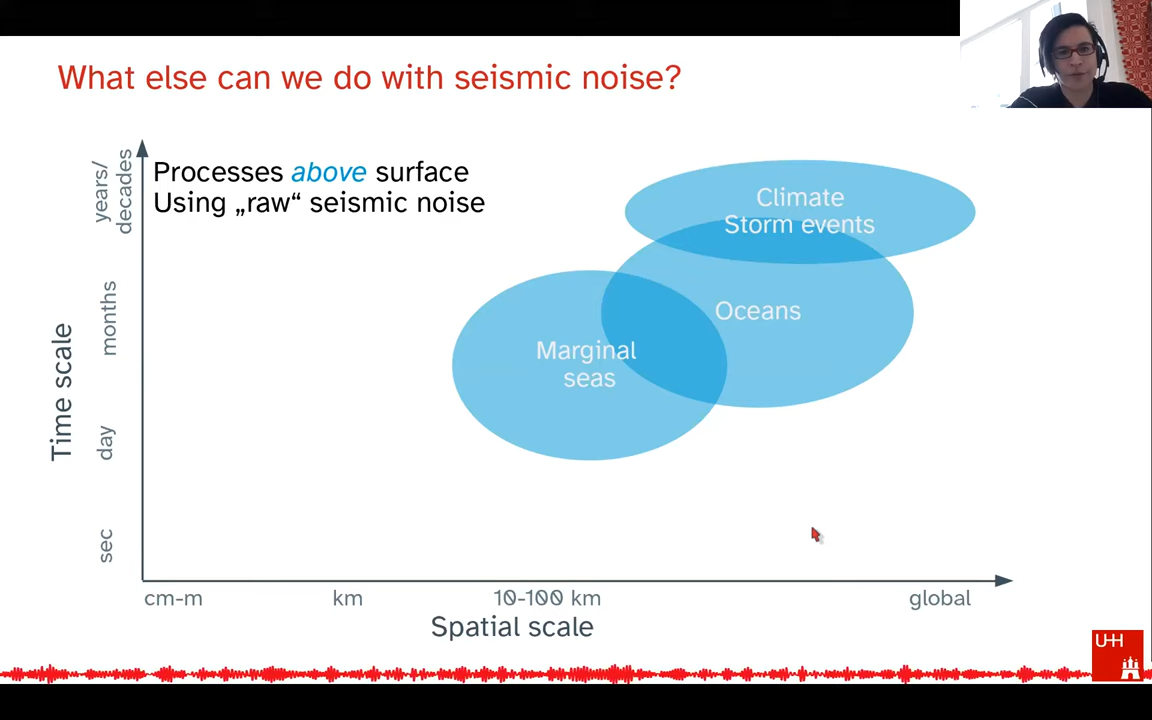 What else can we do with seismic noise?
Processes above surface
Using „raw“ seismic noise
Climate
Storm events
Oceans
Marginal
seas
Time scale
years/
decades
months
day
sec
cm-m
km
10-100 km
global
Spatial scale
UHH